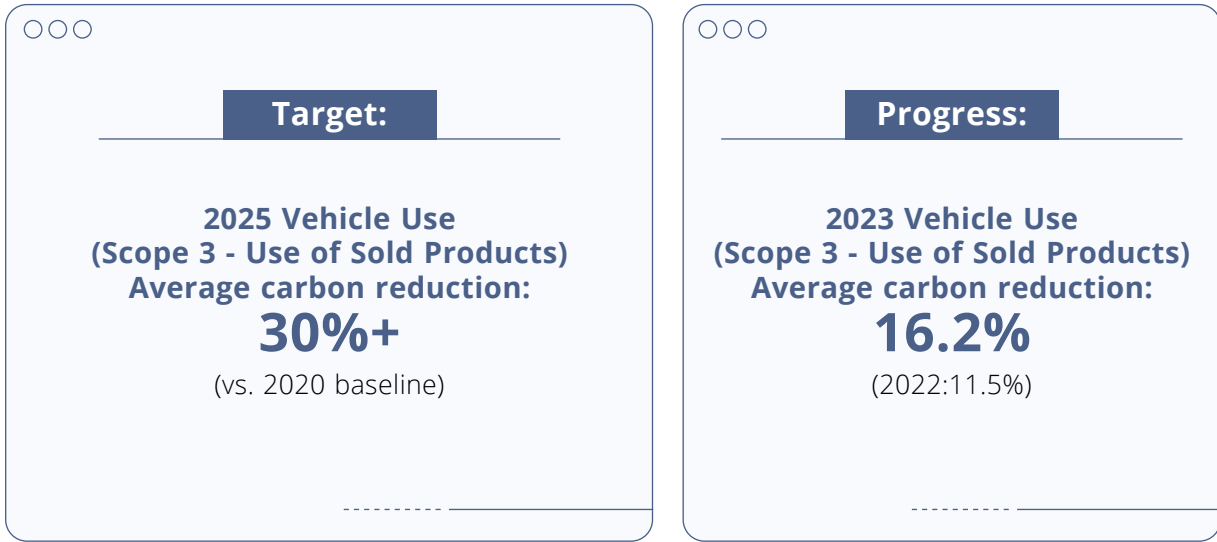 Target:
2025 Vehicle Use
(Scope 3 - Use of Sold Products)
Average carbon reduction:
30%+
(vs. 2020 baseline)
Progress:
2023 Vehicle Use
(Scope 3 - Use of Sold Products)
Average carbon reduction:
16.2%
(2022:11.5%)